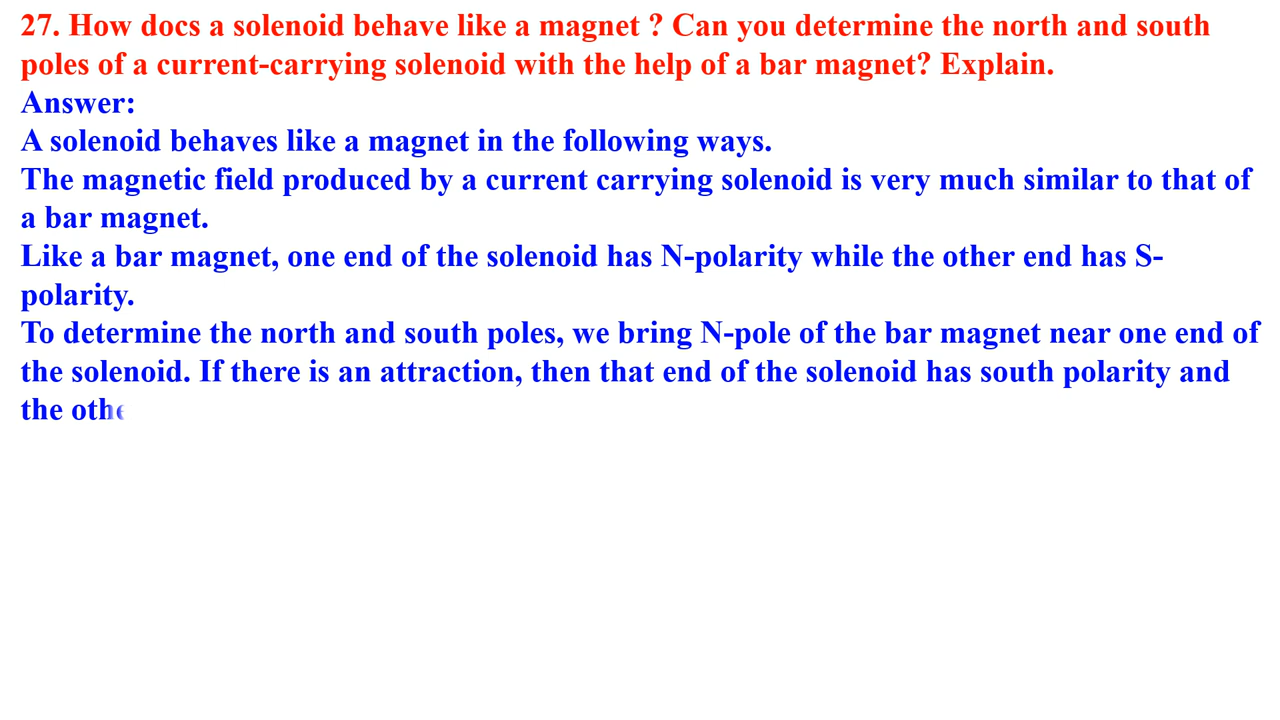 27. How docs a solenoid behave like a magnet ? Can you determine the north and south
poles of a current-carrying solenoid with the help of a bar magnet? Explain.
Answer:
A solenoid behaves like a magnet in the following ways.
The magnetic field produced by a current carrying solenoid is very much similar to that of
a bar magnet.
Like a bar magnet, one end of the solenoid has N-polarity while the other end has S-
polarity.
To determine the north and south poles, we bring N-pole of the bar magnet near one end of
the solenoid. If there is an attraction, then that end of the solenoid has south polarity and
the othe